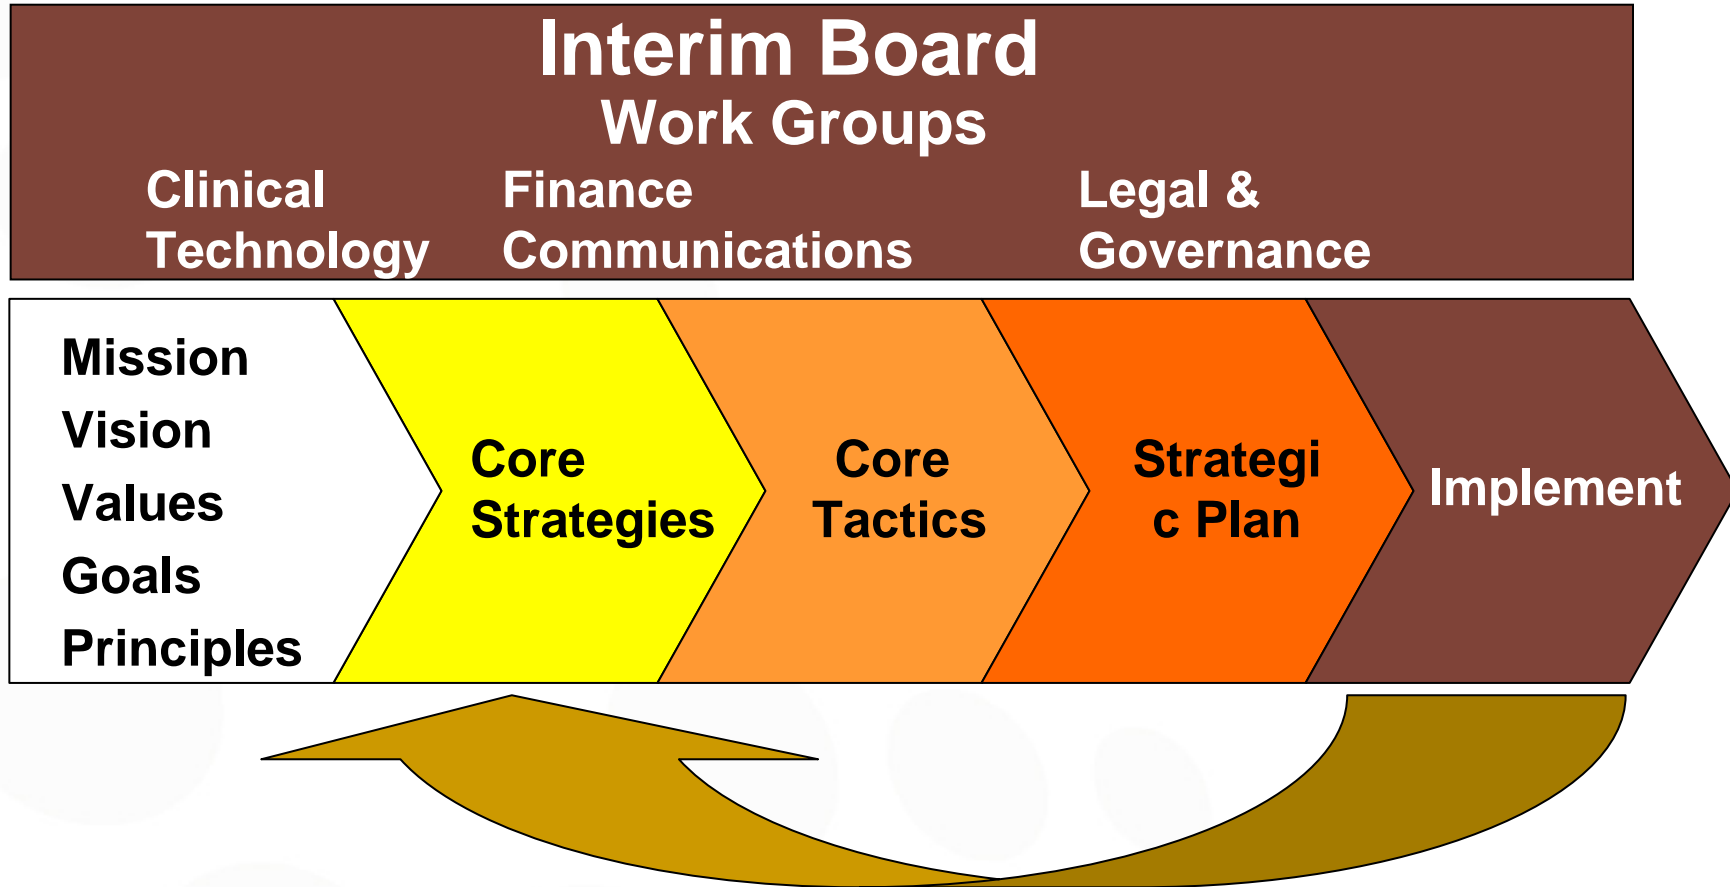 Interim Board
Work Groups
Clinical
Technology
Finance
Communications
Legal &
Governance
Mission
Vision
Values
Goals
Principles
Core
Strategies
Core
Tactics
Strategi
c Plan
Implement